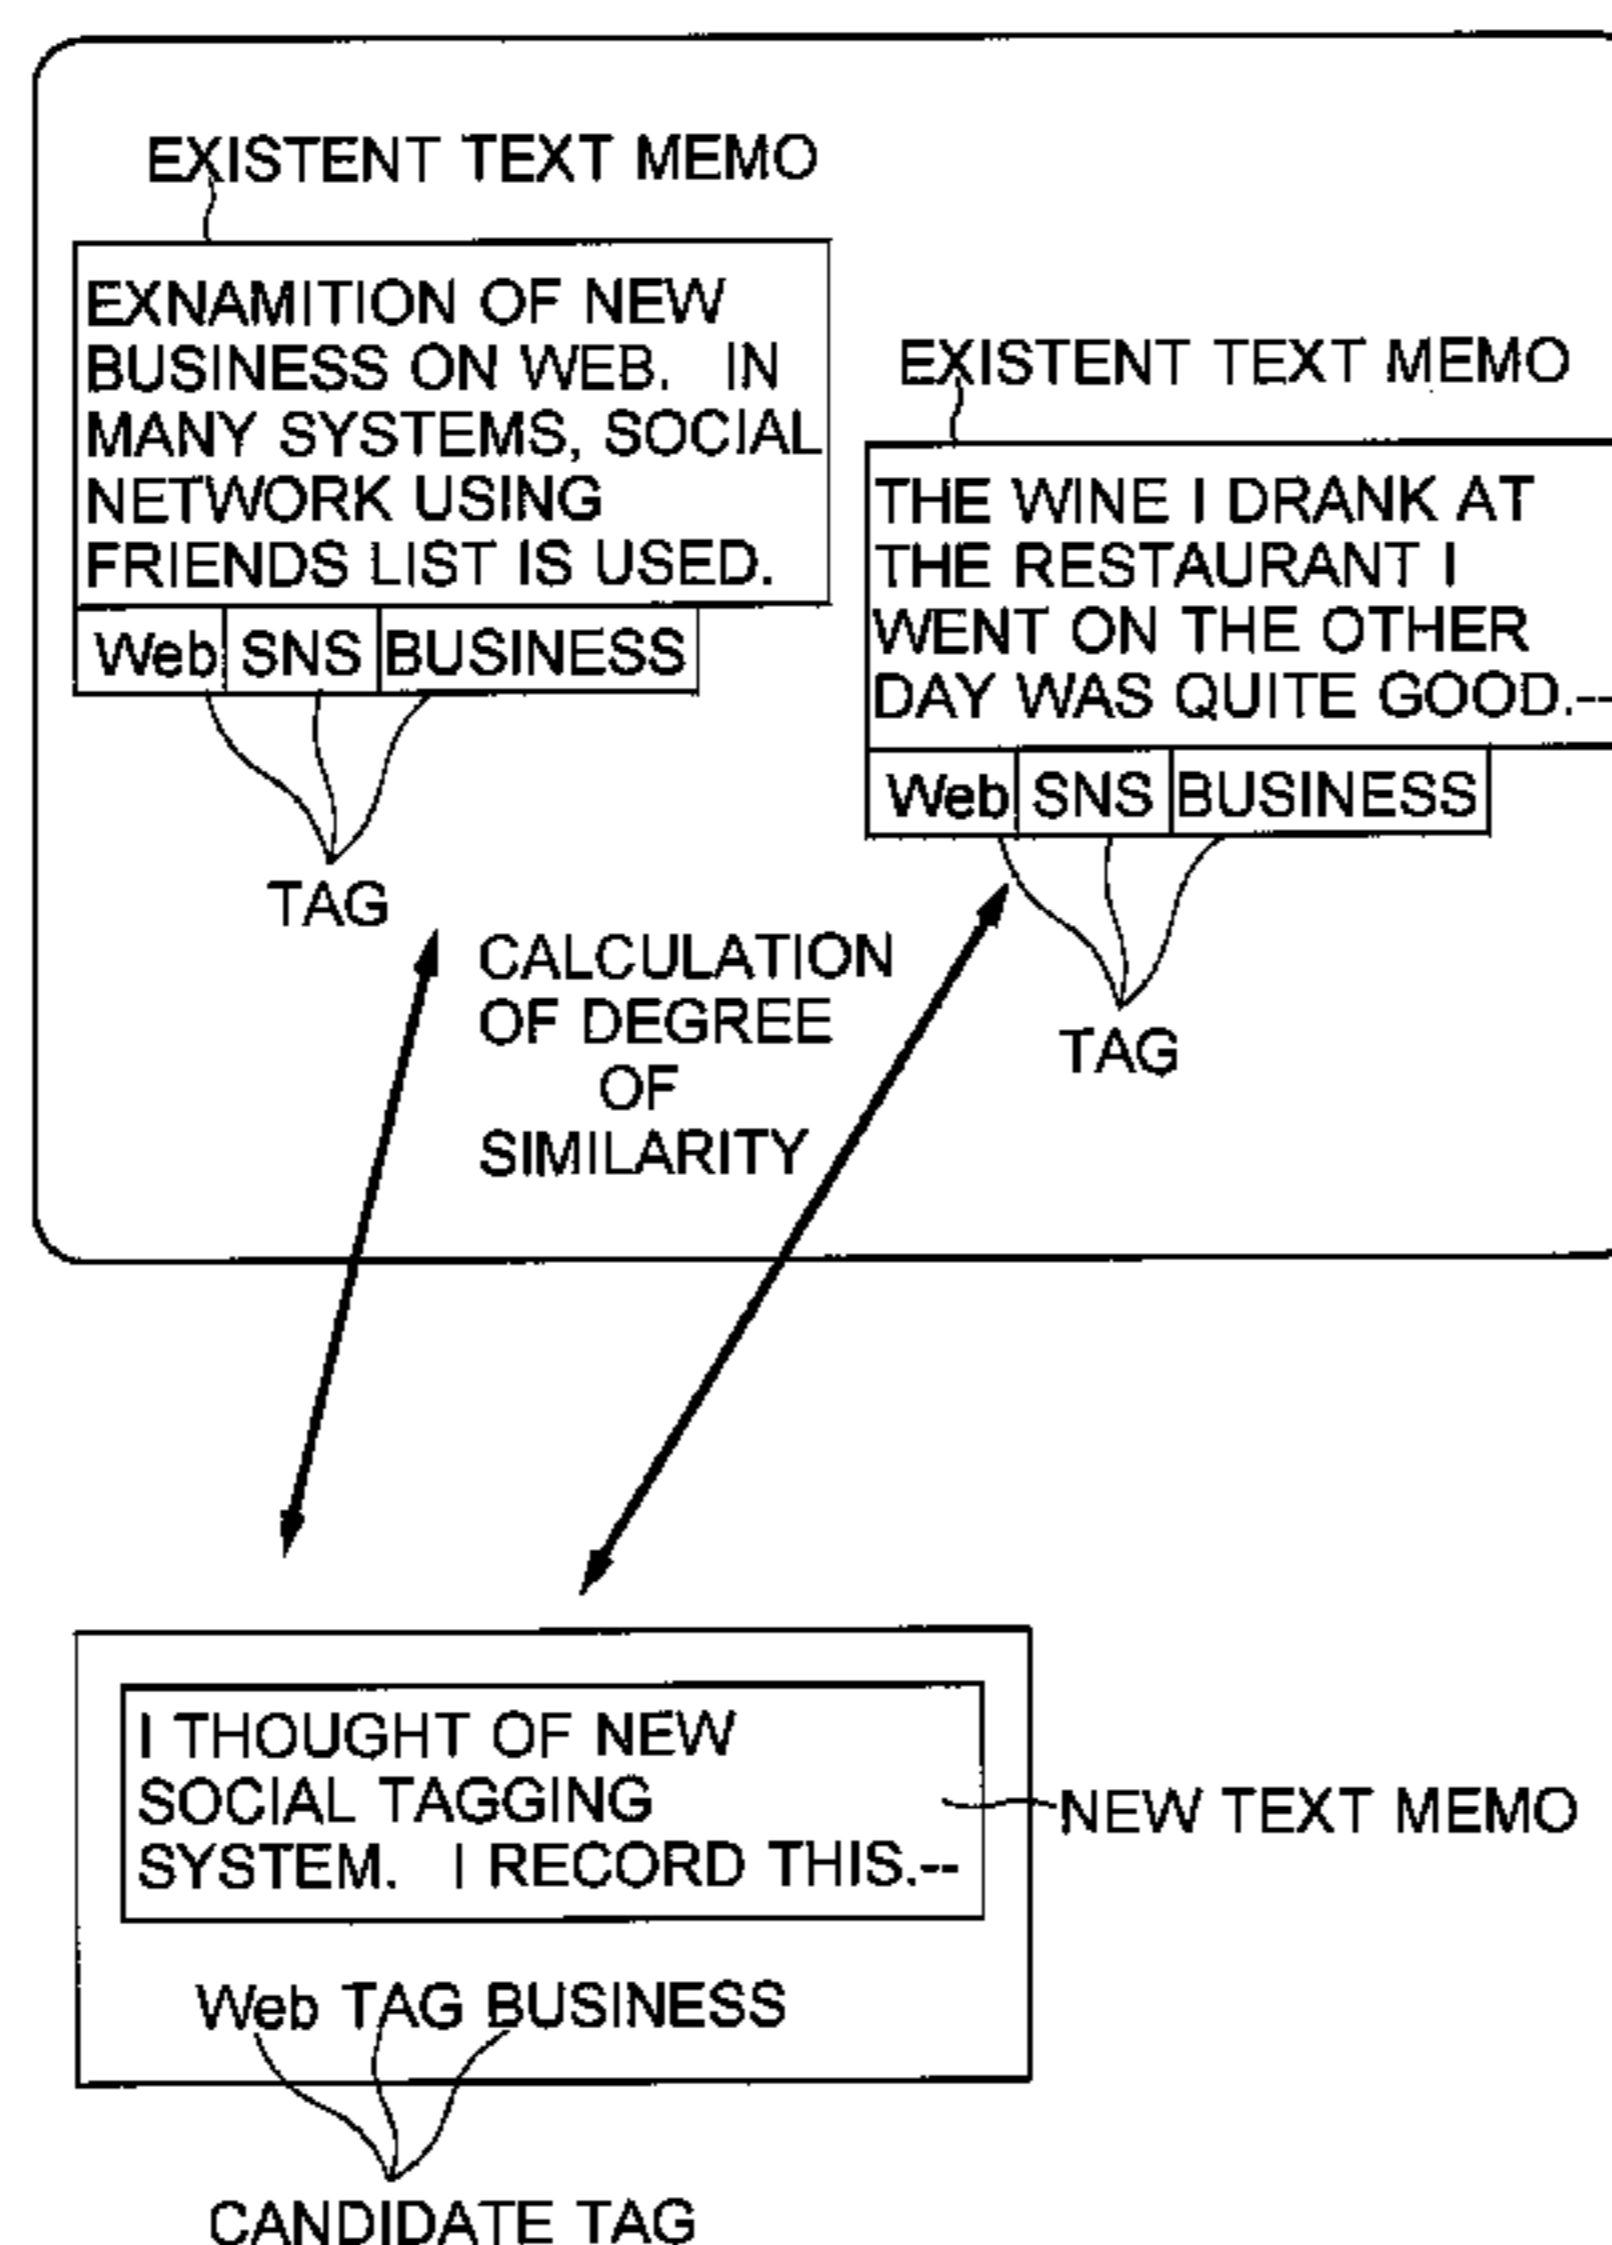 EXISTENT TEXT MEMO
EXNAMITION OF NEW
BUSINESS ON WEB. IN
MANY SYSTEMS, SOCIAL
NETWORK USING
FRIENDS LIST IS USED.
Web SNS BUSINESS
TAG
EXISTENT TEXT MEMO
THE WINE I DRANK AT
THE RESTAURANT I
WENT ON THE OTHER
DAY WAS QUITE GOOD.--
Web SNS BUSINESS
TAG
CALCULATION
OF DEGREE
OF
SIMILARITY
I THOUGHT OF NEW
SOCIAL TAGGING
SYSTEM. I RECORD THIS.--
NEW TEXT MEMO
Web TAG BUSINESS
CANDIDATE TAG